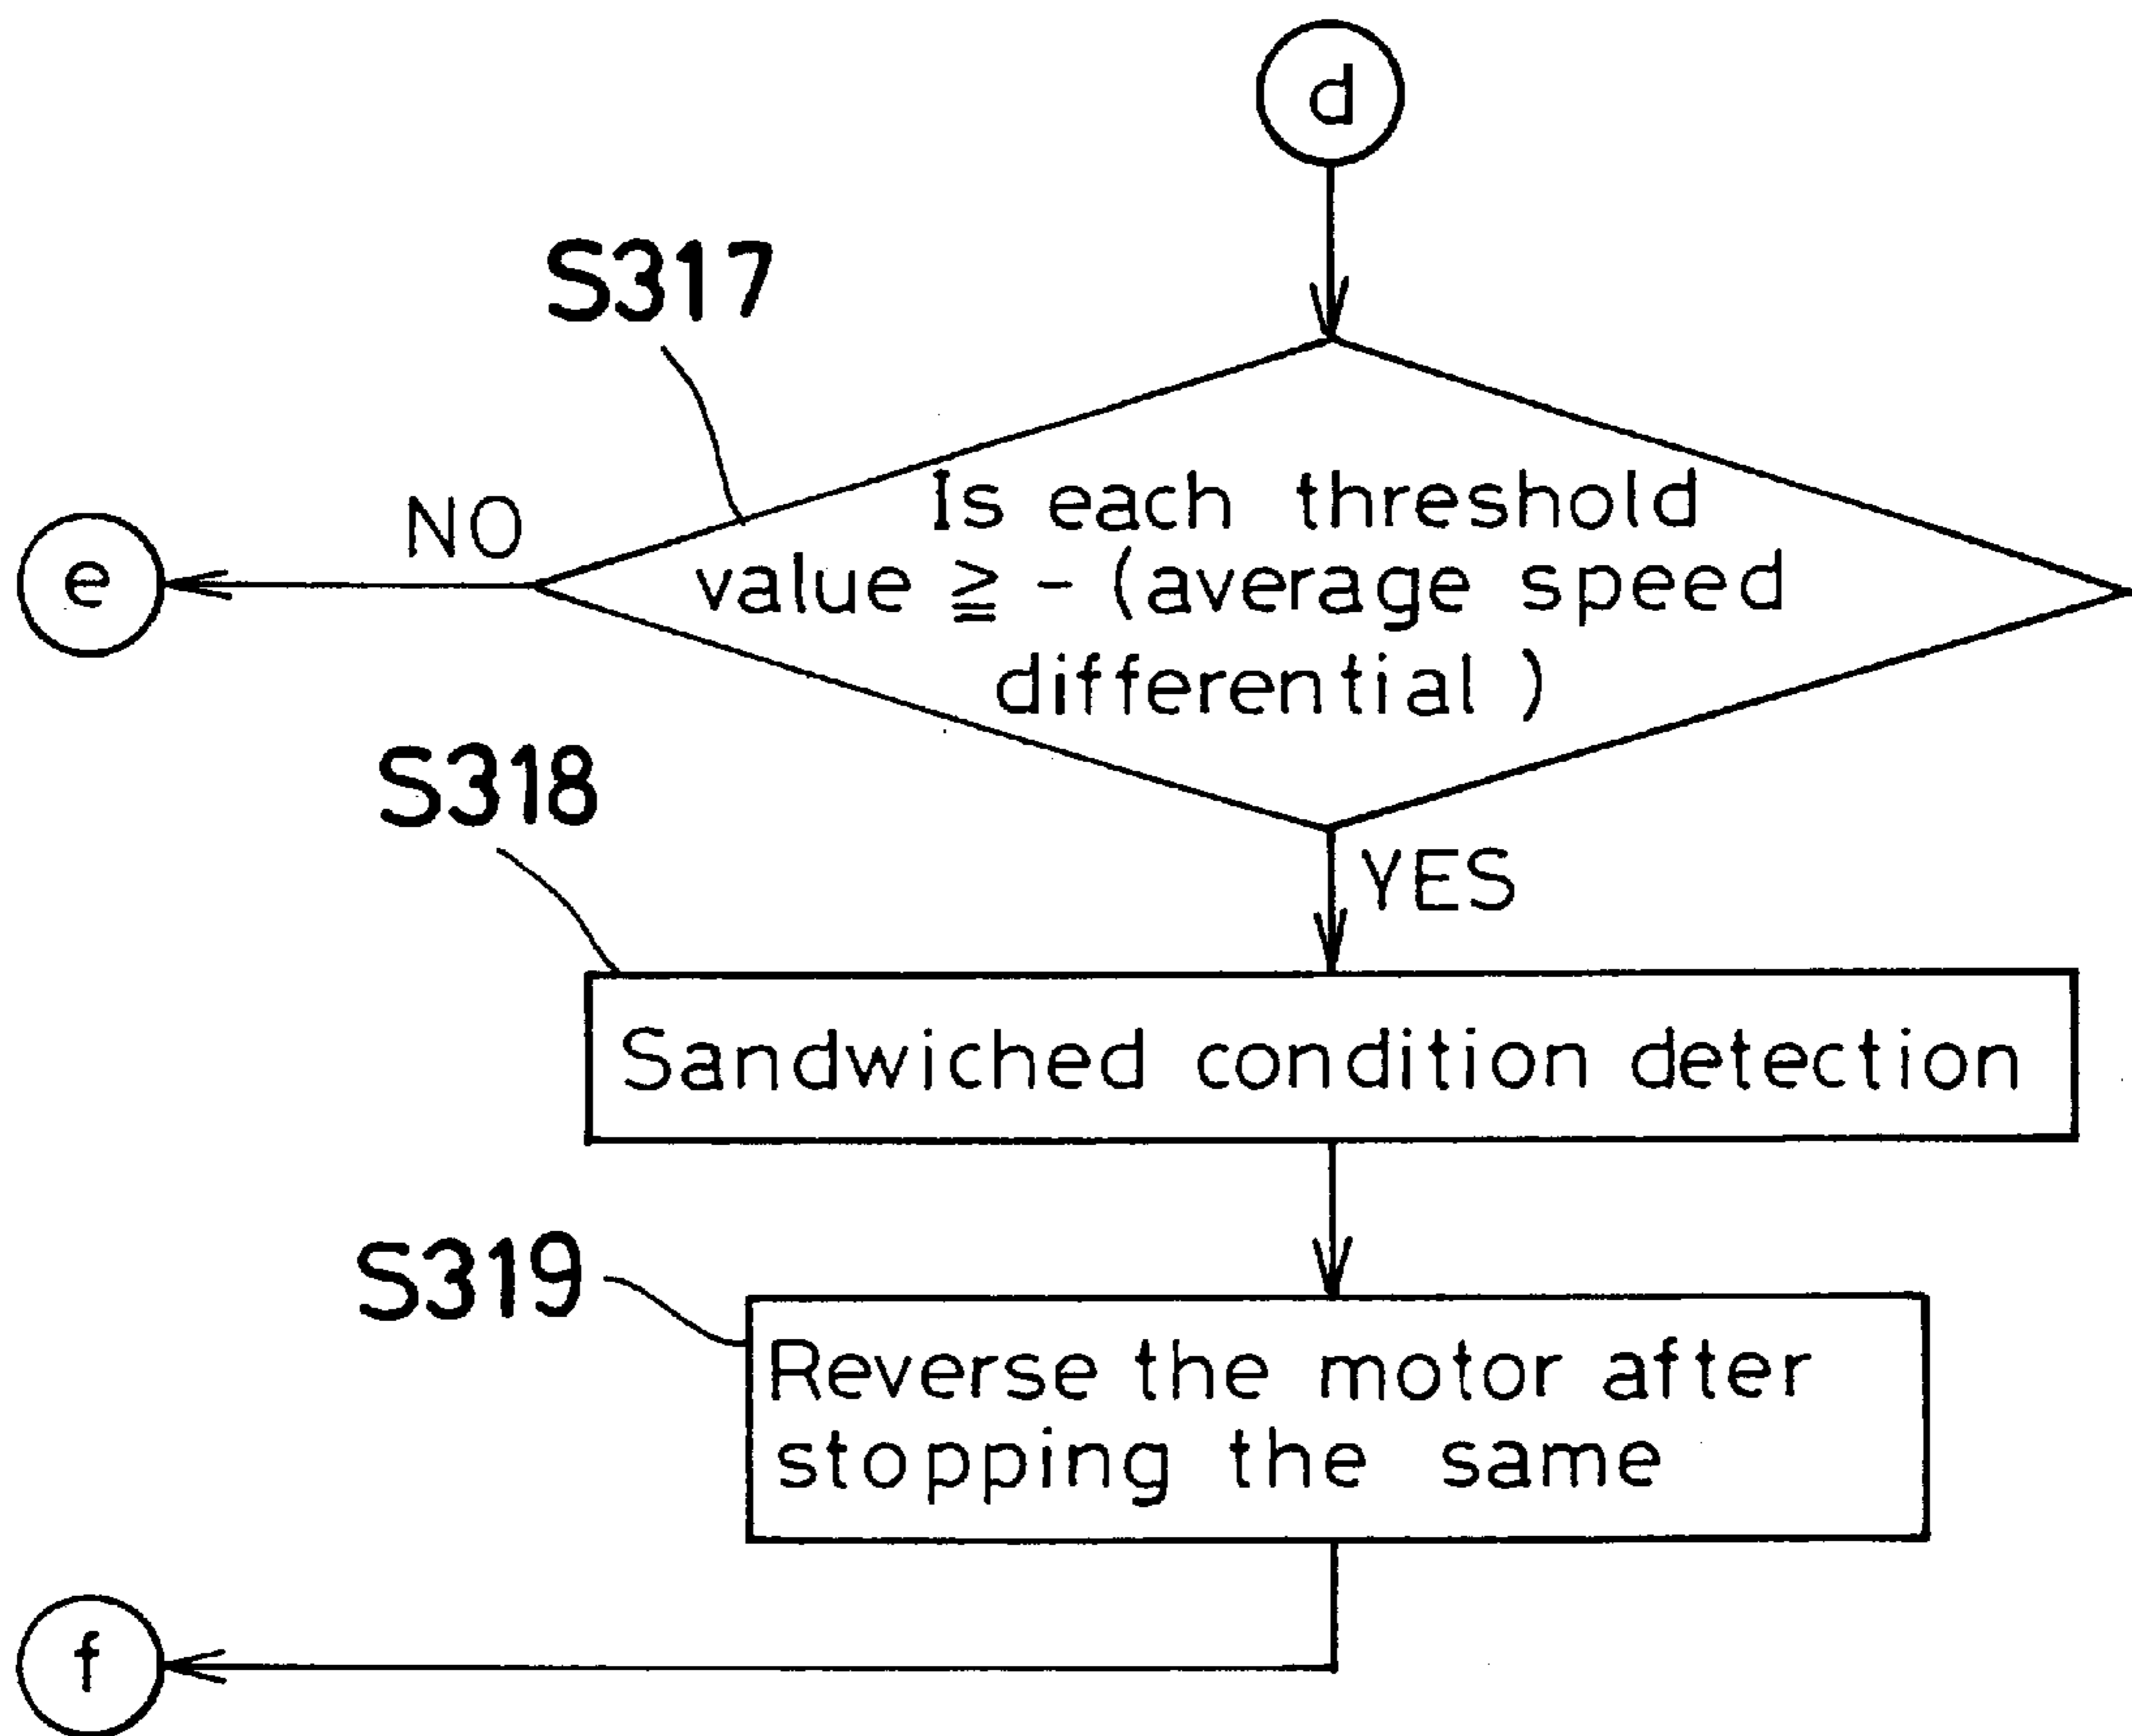 d
S317
Is each threshold
value ≧ - (average speed
differential )
NO
e
YES
S318
Sandwiched condition detection
S319
Reverse the motor after
stopping the same
f